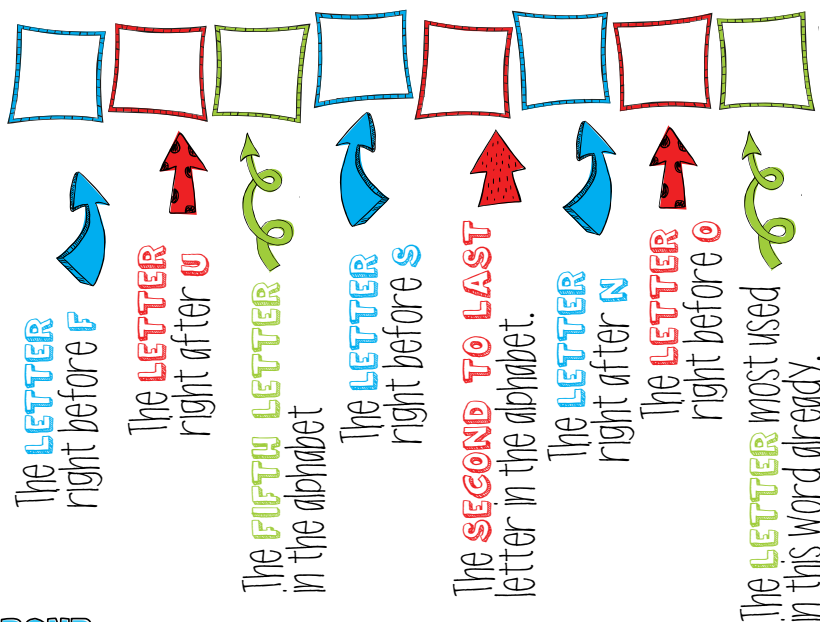 The LETTER
right before F
The LETTER
right after U
The FIFTH LETTER
in the alphabet
The LETTER
right before S
The SECOND TO LAST
letter in the alphabet.
The LETTER
right after N
The LETTER
right before O
The LETTER most used
in this word already.